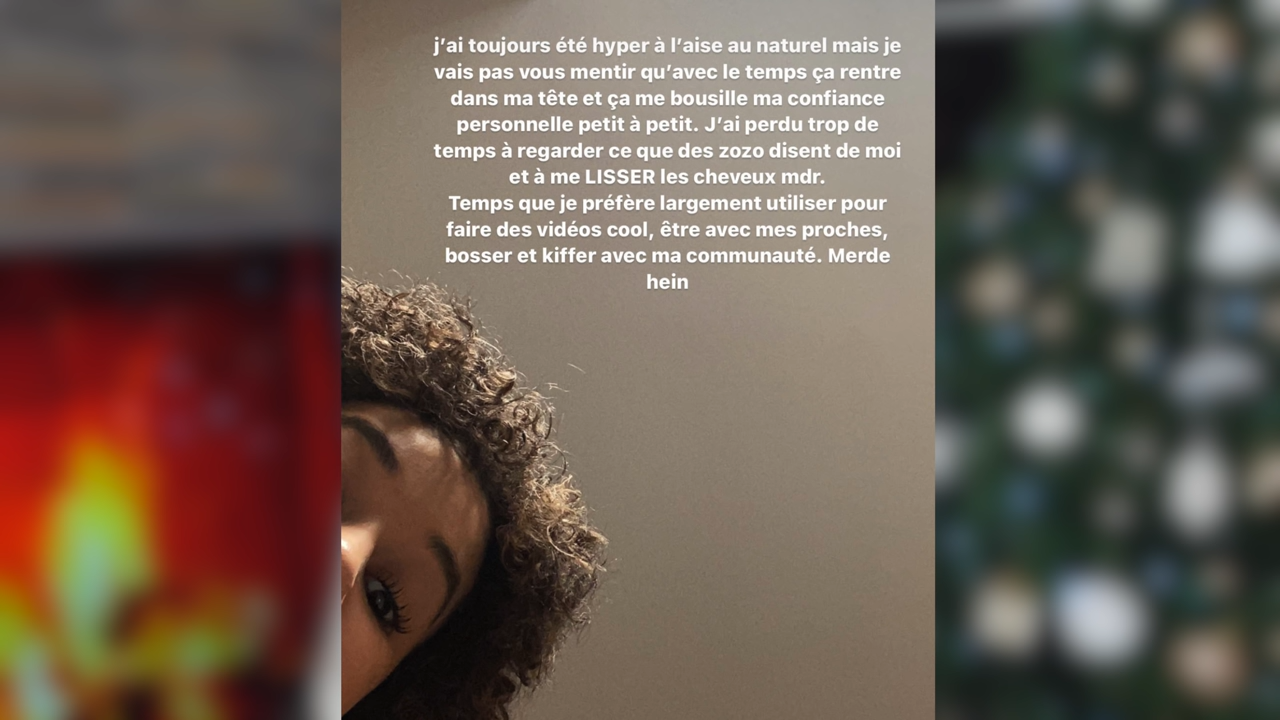 j’ai toujours été hyper à l’aise au naturel mais je
vais pas vous mentir qu’avec le temps ça rentre
dans ma tête et ça me bousille ma confiance
personnelle petit à petit. J’ai perdu trop de
temps à regarder ce que des zozo disent de moi
et à me LISSER les cheveux mdr.
Temps que je préfère largement utiliser pour
faire des vidéos cool, être avec mes proches,
bosser et kiffer avec ma communauté. Merde
hein